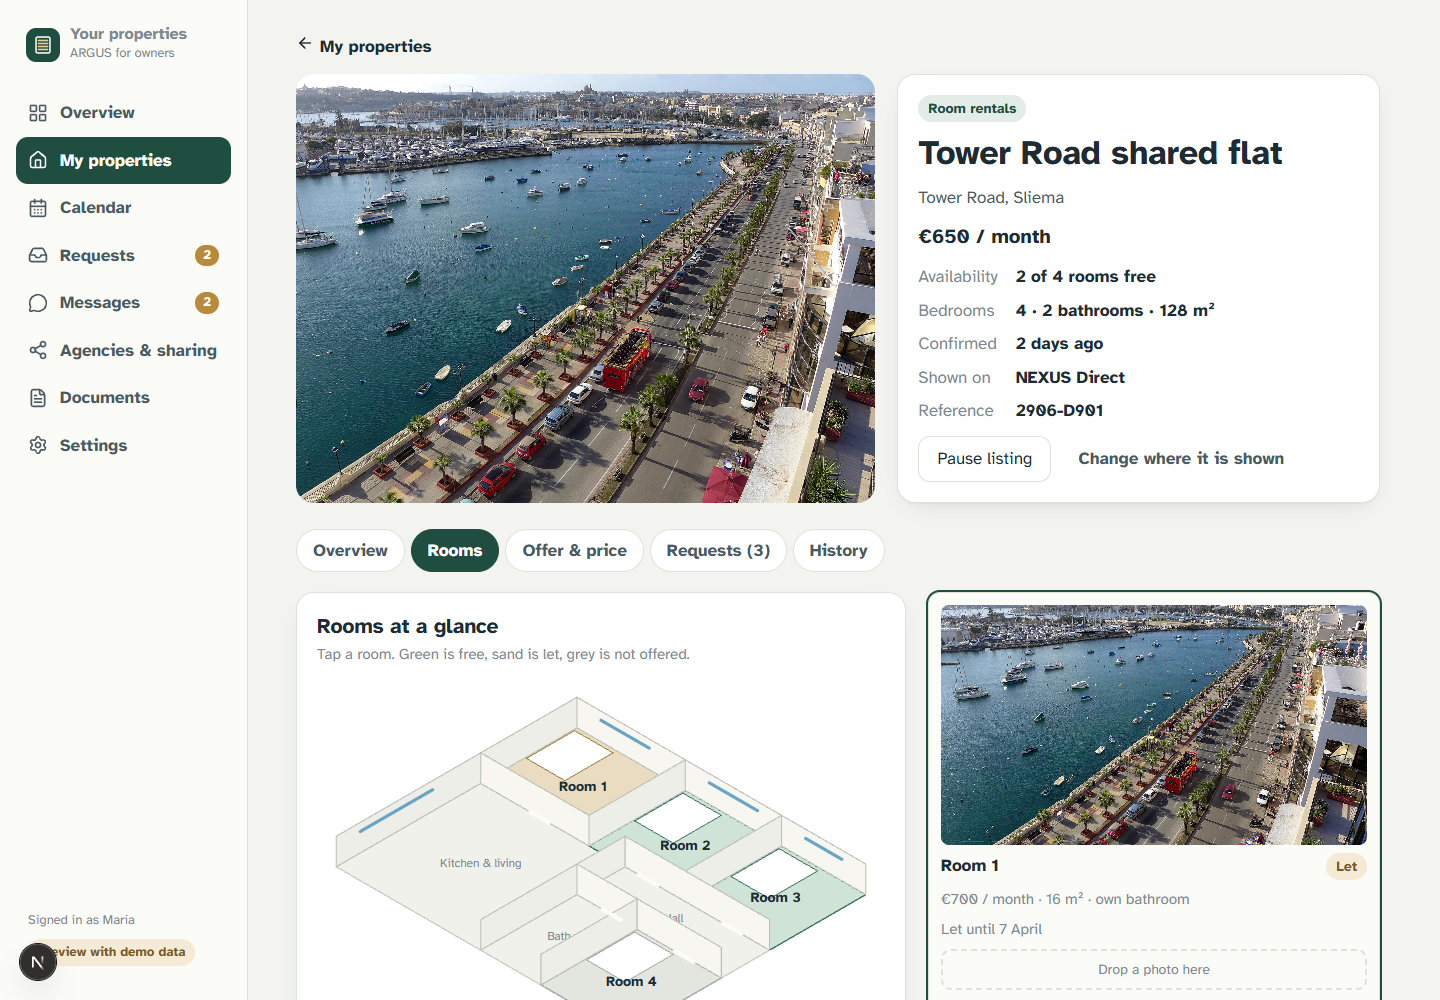 Your properties
ARGUS for owners
Overview
My properties
Calendar
Requests 2
Messages 2
Agencies & sharing
Documents
Settings
Signed in as Maria
eview with demo data
N
← My properties
Room rentals
Tower Road shared flat
Tower Road, Sliema
€650 / month
Availability 2 of 4 rooms free
Bedrooms 4 · 2 bathrooms · 128 m²
Confirmed 2 days ago
Shown on NEXUS Direct
Reference 2906-D901
Pause listing
Change where it is shown
Overview
Rooms
Offer & price
Requests (3)
History
Rooms at a glance
Tap a room. Green is free, sand is let, grey is not offered.
Room 1
Room 2
Kitchen & living
Room 3
Bath
Room 4
Room 1
Let
€700 / month · 16 m² · own bathroom
Let until 7 April
Drop a photo here